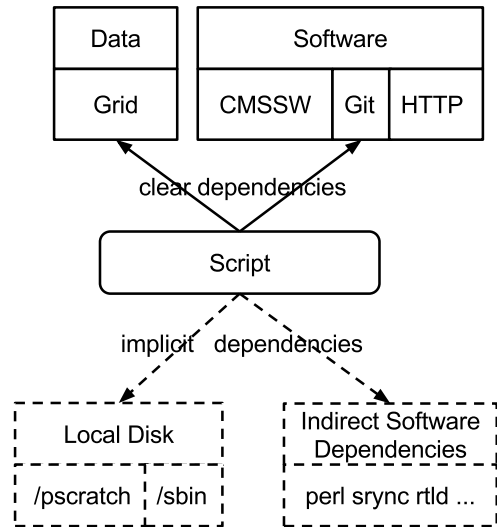 Data
Software
Grid
CMSSW
Git
HTTP
clear dependencies
Script
implicit dependencies
Local Disk
Indirect Software
Dependencies
/pscratch
/sbin
perl srync rtld ...